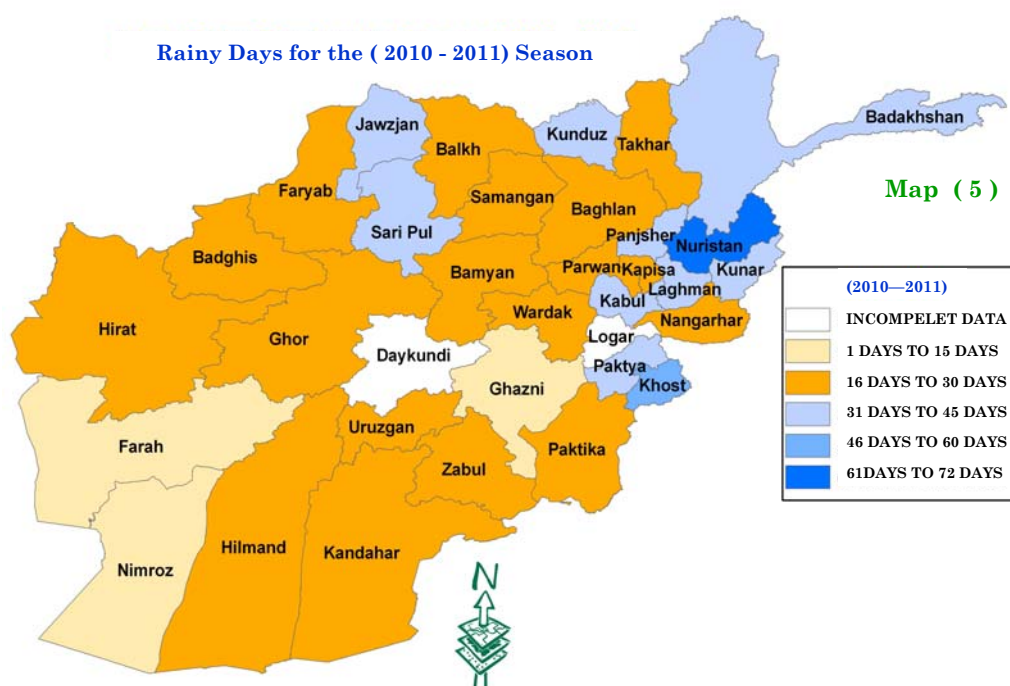 Rainy Days for the ( 2010 - 2011) Season
Jawzjan
Kunduz
Badakhshan
Balkh
Takhar
Faryab
Samangan
Map ( 5 )
Baghlan
Sari Pul
Panjsher
Nuristan
Badghis
Bamyan
Parwan
Kapisa
Kunar
Laghman
Kabul
Hirat
Ghor
Wardak
Nangarhar
Logar
Daykundi
Paktya
Ghazni
Khost
Uruzgan
Farah
Zabul
Paktika
Hilmand
Kandahar
Nimroz
N
(2010—2011)
INCOMPELET DATA
1 DAYS TO 15 DAYS
16 DAYS TO 30 DAYS
31 DAYS TO 45 DAYS
46 DAYS TO 60 DAYS
61DAYS TO 72 DAYS